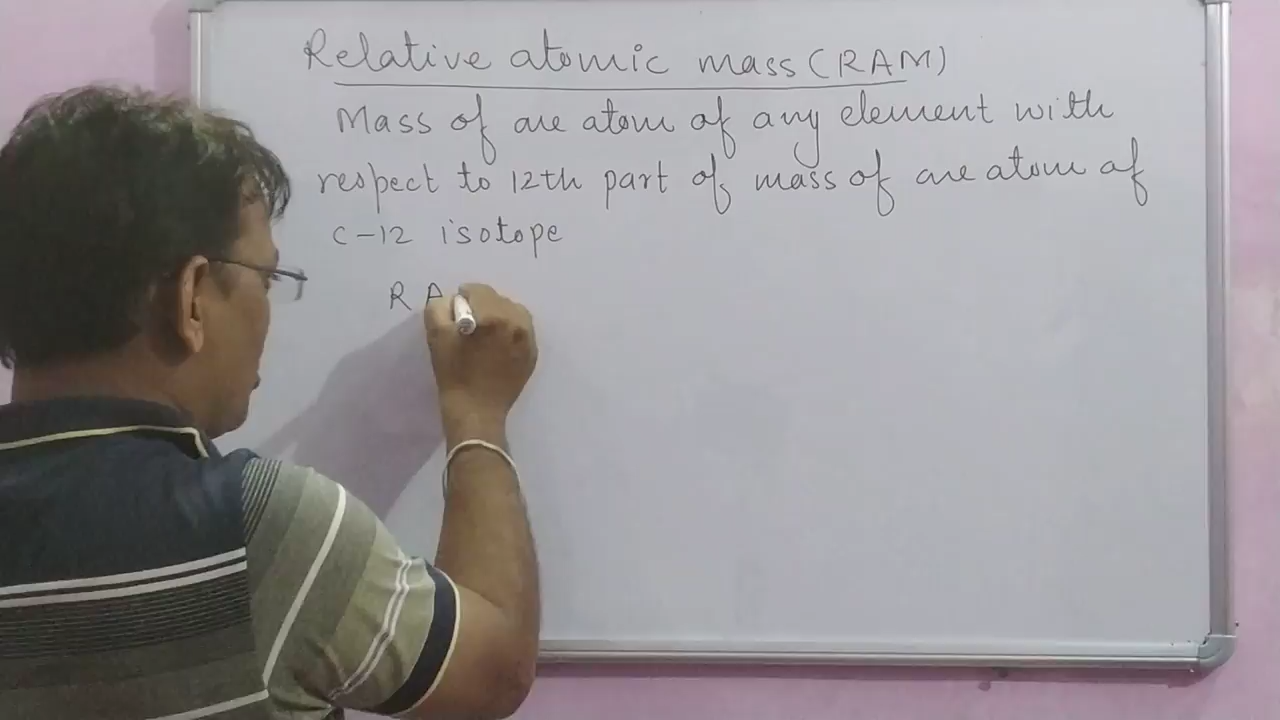 Relative atomic mass (RAM)
Mass of one atom of any element with
respect to 12th part of mass of one atom of
C-12 isotope
R A